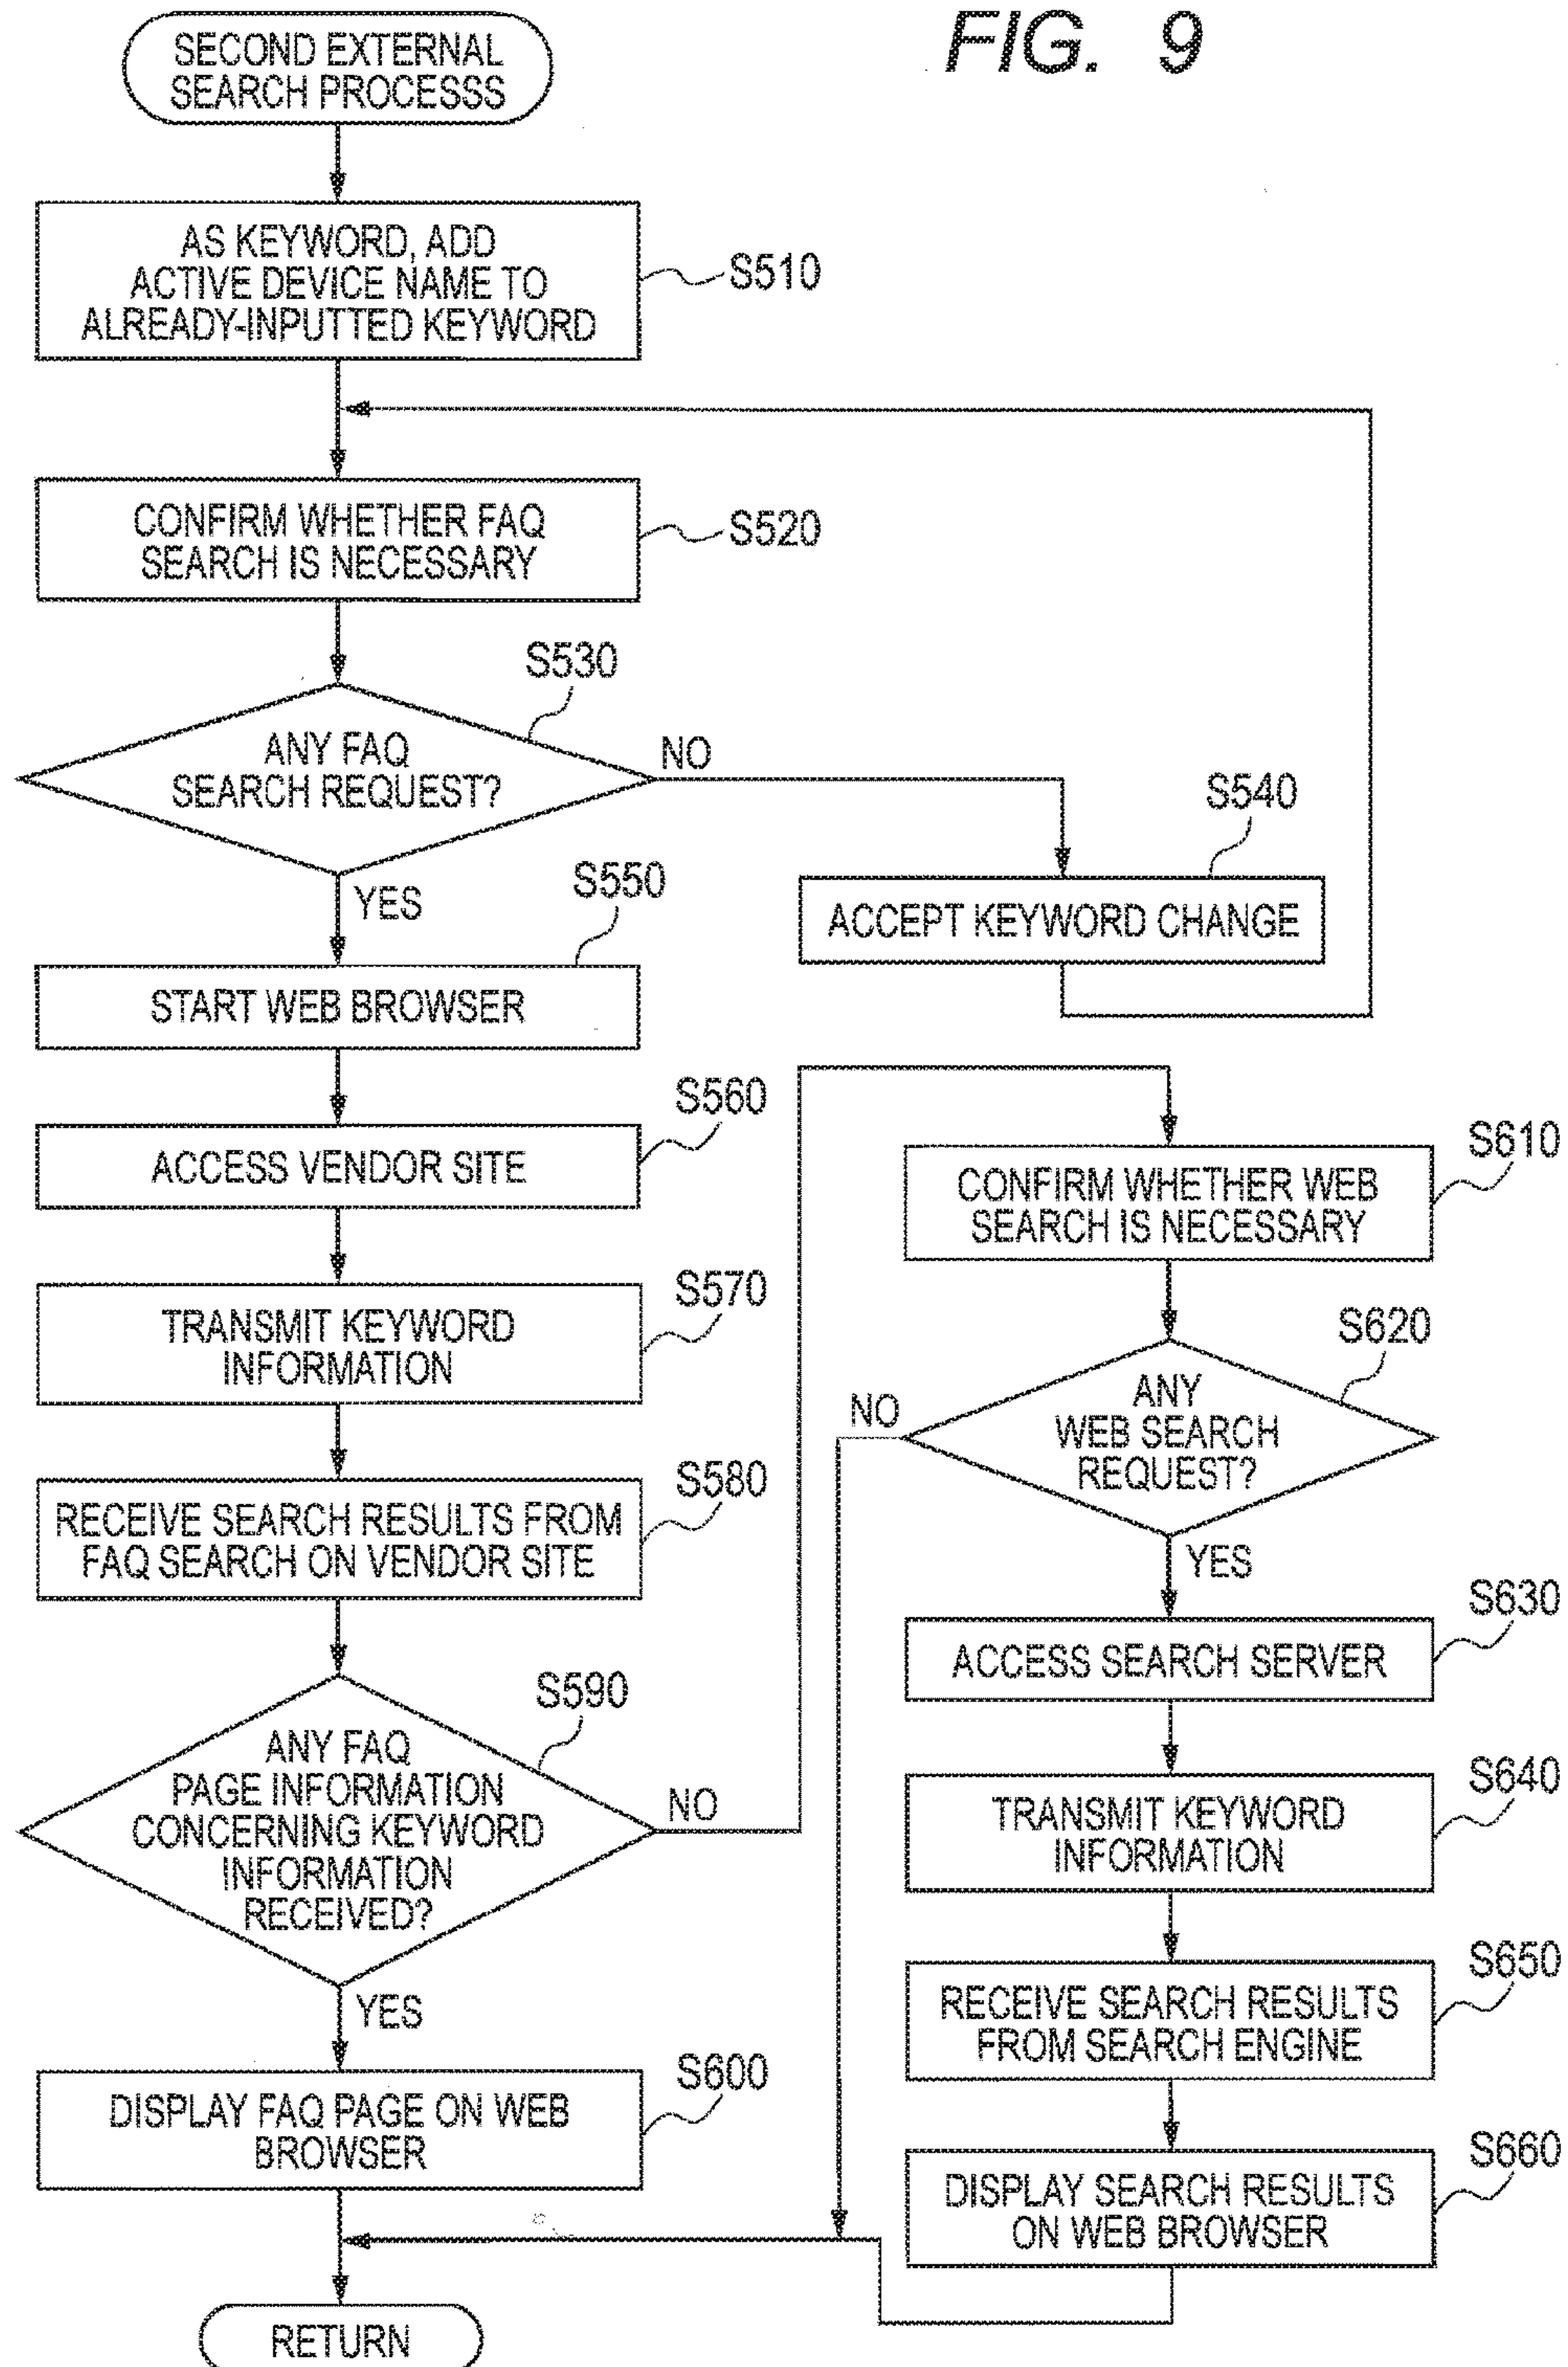 FIG. 9
SECOND EXTERNAL
SEARCH PROCESSS
AS KEYWORD, ADD
ACTIVE DEVICE NAME TO
ALREADY-INPUTTED KEYWORD
S510
CONFIRM WHETHER FAQ
SEARCH IS NECESSARY
S520
S530
ANY FAQ
SEARCH REQUEST?
NO
YES
S540
ACCEPT KEYWORD CHANGE
S550
START WEB BROWSER
S560
ACCESS VENDOR SITE
S570
TRANSMIT KEYWORD
INFORMATION
S580
RECEIVE SEARCH RESULTS FROM
FAQ SEARCH ON VENDOR SITE
S590
ANY FAQ
PAGE INFORMATION
CONCERNING KEYWORD
INFORMATION
RECEIVED?
NO
YES
S600
DISPLAY FAQ PAGE ON WEB
BROWSER
S610
CONFIRM WHETHER WEB
SEARCH IS NECESSARY
S620
ANY
WEB SEARCH
REQUEST?
NO
YES
S630
ACCESS SEARCH SERVER
S640
TRANSMIT KEYWORD
INFORMATION
S650
RECEIVE SEARCH RESULTS
FROM SEARCH ENGINE
S660
DISPLAY SEARCH RESULTS
ON WEB BROWSER
RETURN